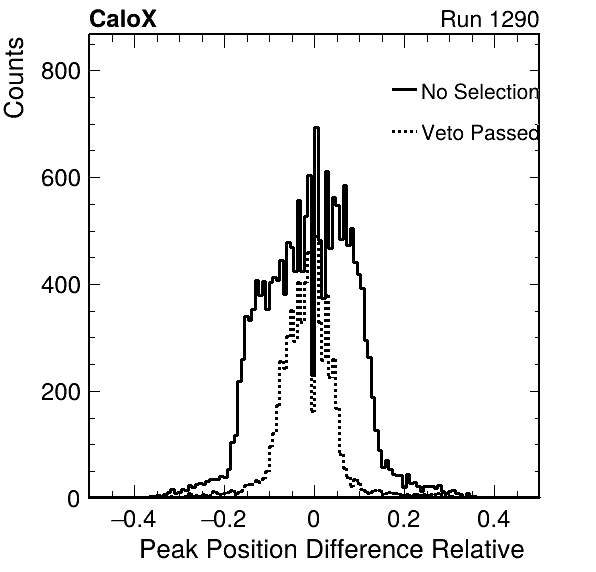 CaloX Run 1290
Counts
800
600
400
200
0
No Selection
Veto Passed
−0.4 −0.2 0 0.2 0.4
Peak Position Difference Relative